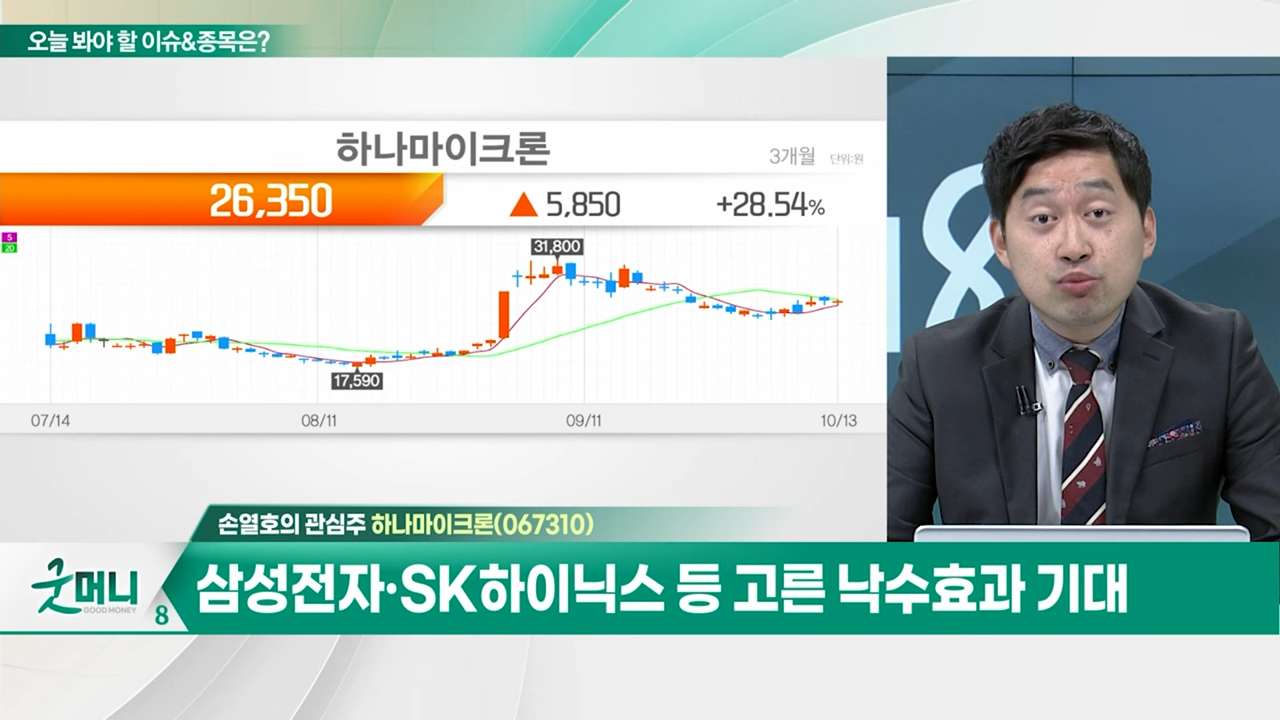 오늘 봐야 할 이슈&종목은?
하나마이크론
3개월 단위:원
26,350 ▲ 5,850 +28.54%
5
20
31,800
17,590
07/14 08/11 09/11 10/13
손열호의 관심주 하나마이크론(067310)
삼성전자·SK하이닉스 등 고른 낙수효과 기대
굿머니
GOOD MONEY
8
8